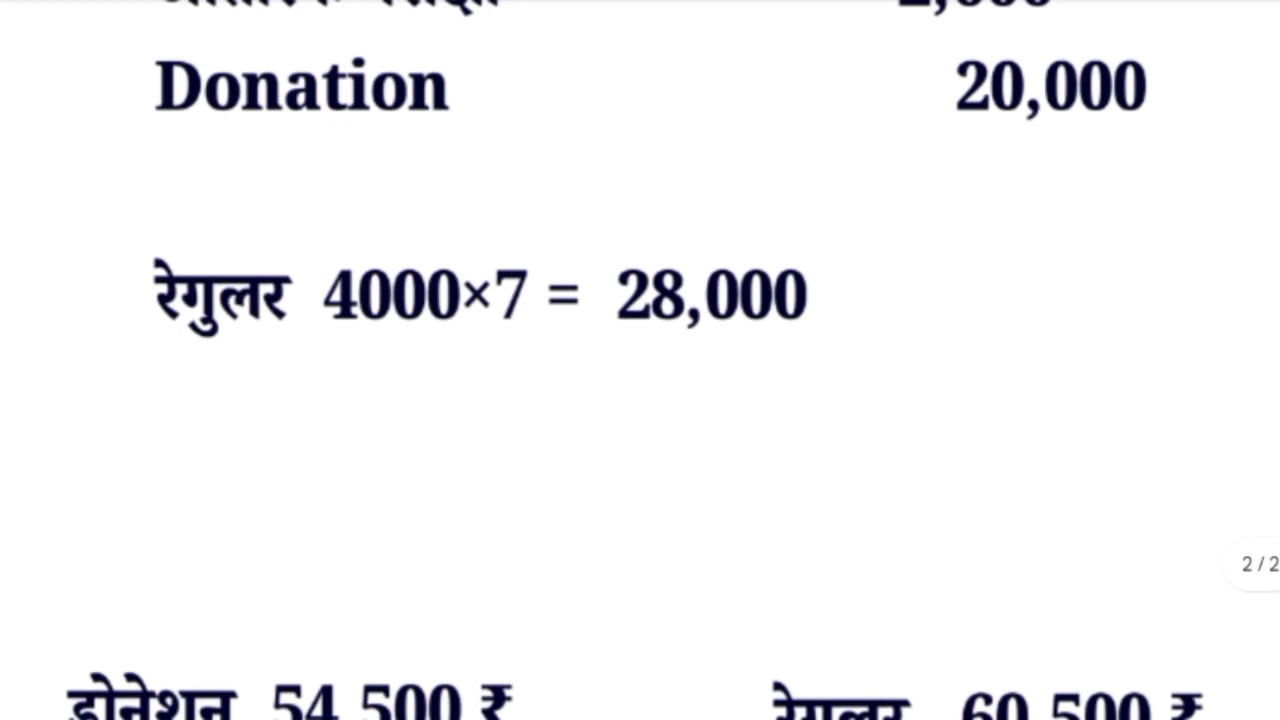 Donation 20,000
रेगुलर 4000×7 = 28,000
2/2
डोनेशन 54,500 ₹ रेगुलर 60,500 ₹